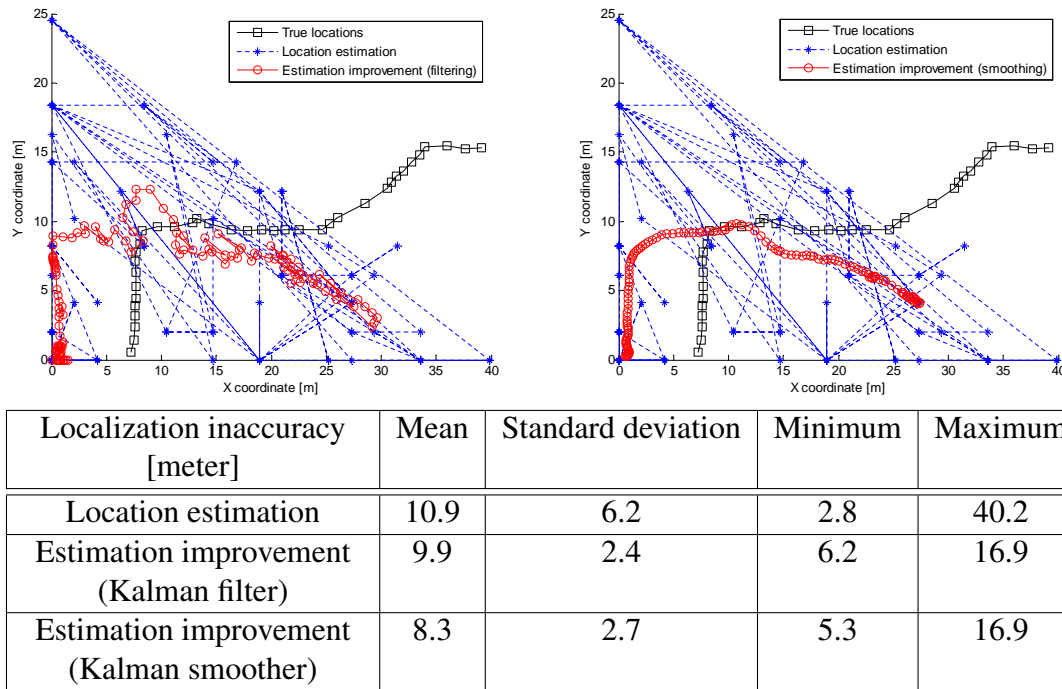 25
20
15
10
5
0
0 5 10 15 20 25 30 35 40
Y coordinate [m]
X coordinate [m]
True locations
Location estimation
Estimation improvement (filtering)
25
20
15
10
5
0
0 5 10 15 20 25 30 35 40
Y coordinate [m]
X coordinate [m]
True locations
Location estimation
Estimation improvement (smoothing)
Localization inaccuracy [meter] Mean Standard deviation Minimum Maximum
Location estimation 10.9 6.2 2.8 40.2
Estimation improvement (Kalman filter) 9.9 2.4 6.2 16.9
Estimation improvement (Kalman smoother) 8.3 2.7 5.3 16.9